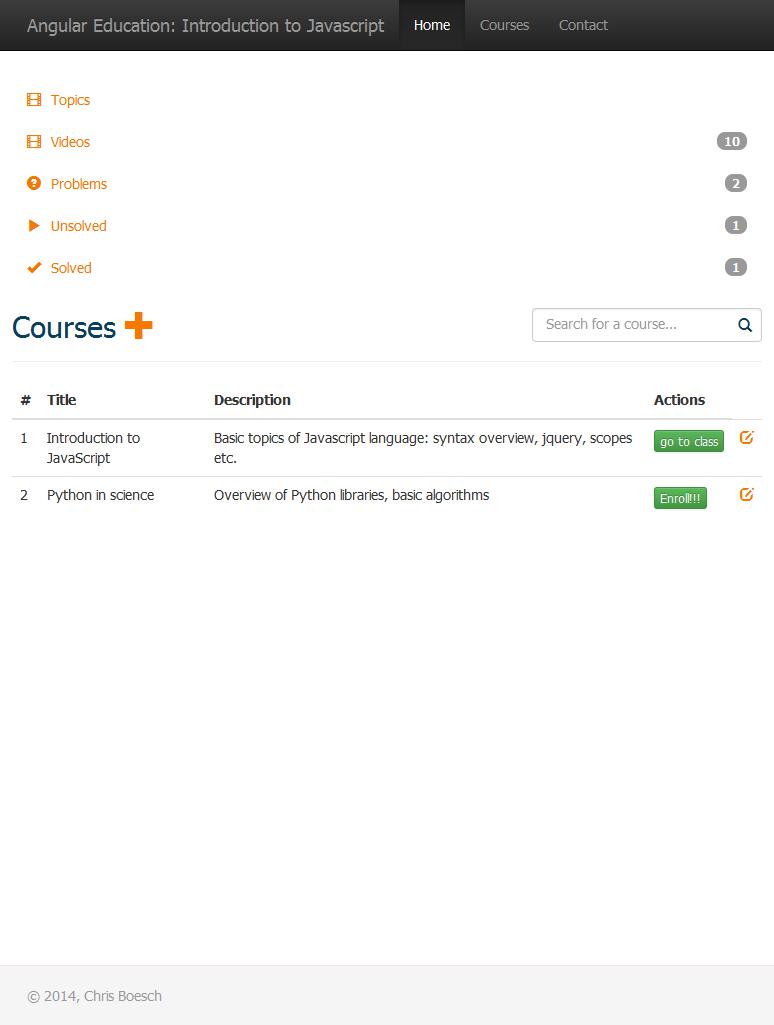 Angular Education: Introduction to Javascript Home Courses Contact
Topics
Videos 10
Problems 2
Unsolved 1
Solved 1
Courses Search for a course...
# Title Description Actions
1 Introduction to Basic topics of Javascript language: syntax overview, jquery, scopes go to class
JavaScript etc.
2 Python in science Overview of Python libraries, basic algorithms Enroll!!!
© 2014, Chris Boesch